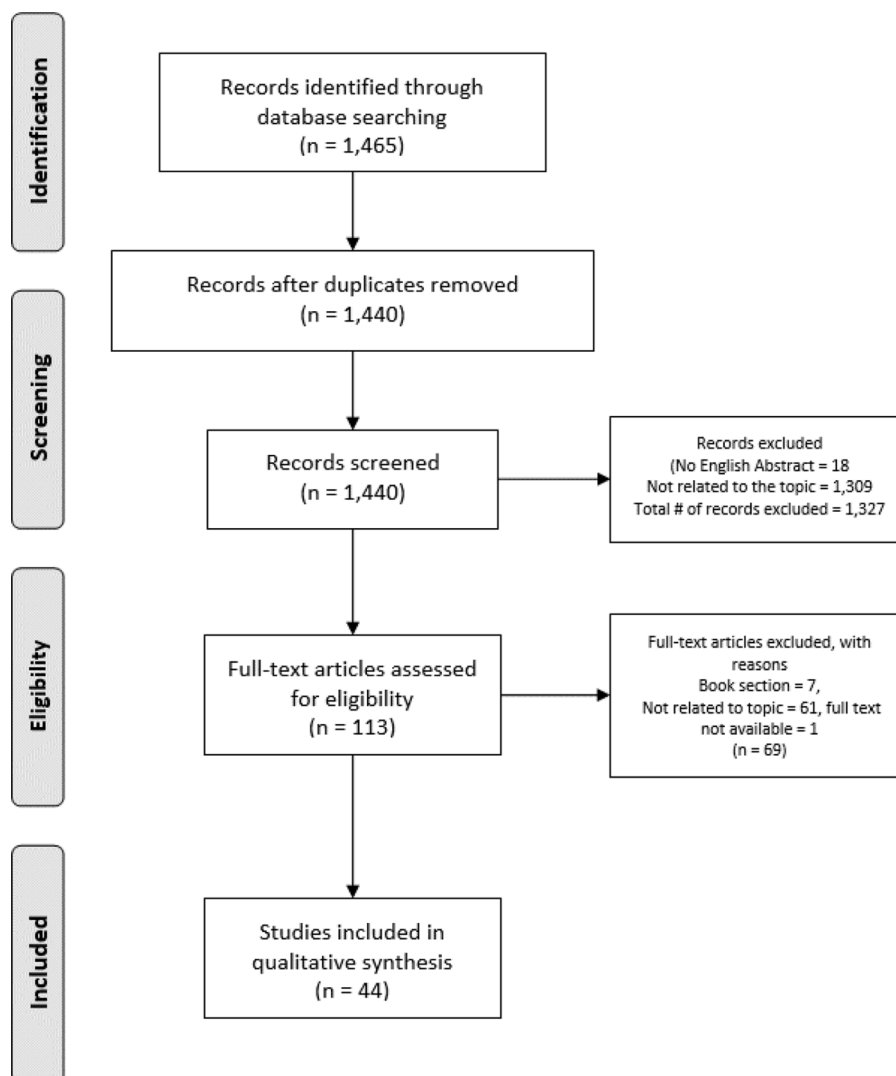 Identification
Records identified through
database searching
(n = 1,465)
Records after duplicates removed
(n = 1,440)
Screening
Records screened
(n = 1,440)
Records excluded
(No English Abstract = 18
Not related to the topic = 1,309
Total # of records excluded = 1,327
Eligibility
Full-text articles assessed
for eligibility
(n = 113)
Full-text articles excluded, with
reasons
Book section = 7,
Not related to topic = 61, full text
not available = 1
(n = 69)
Included
Studies included in
qualitative synthesis
(n = 44)